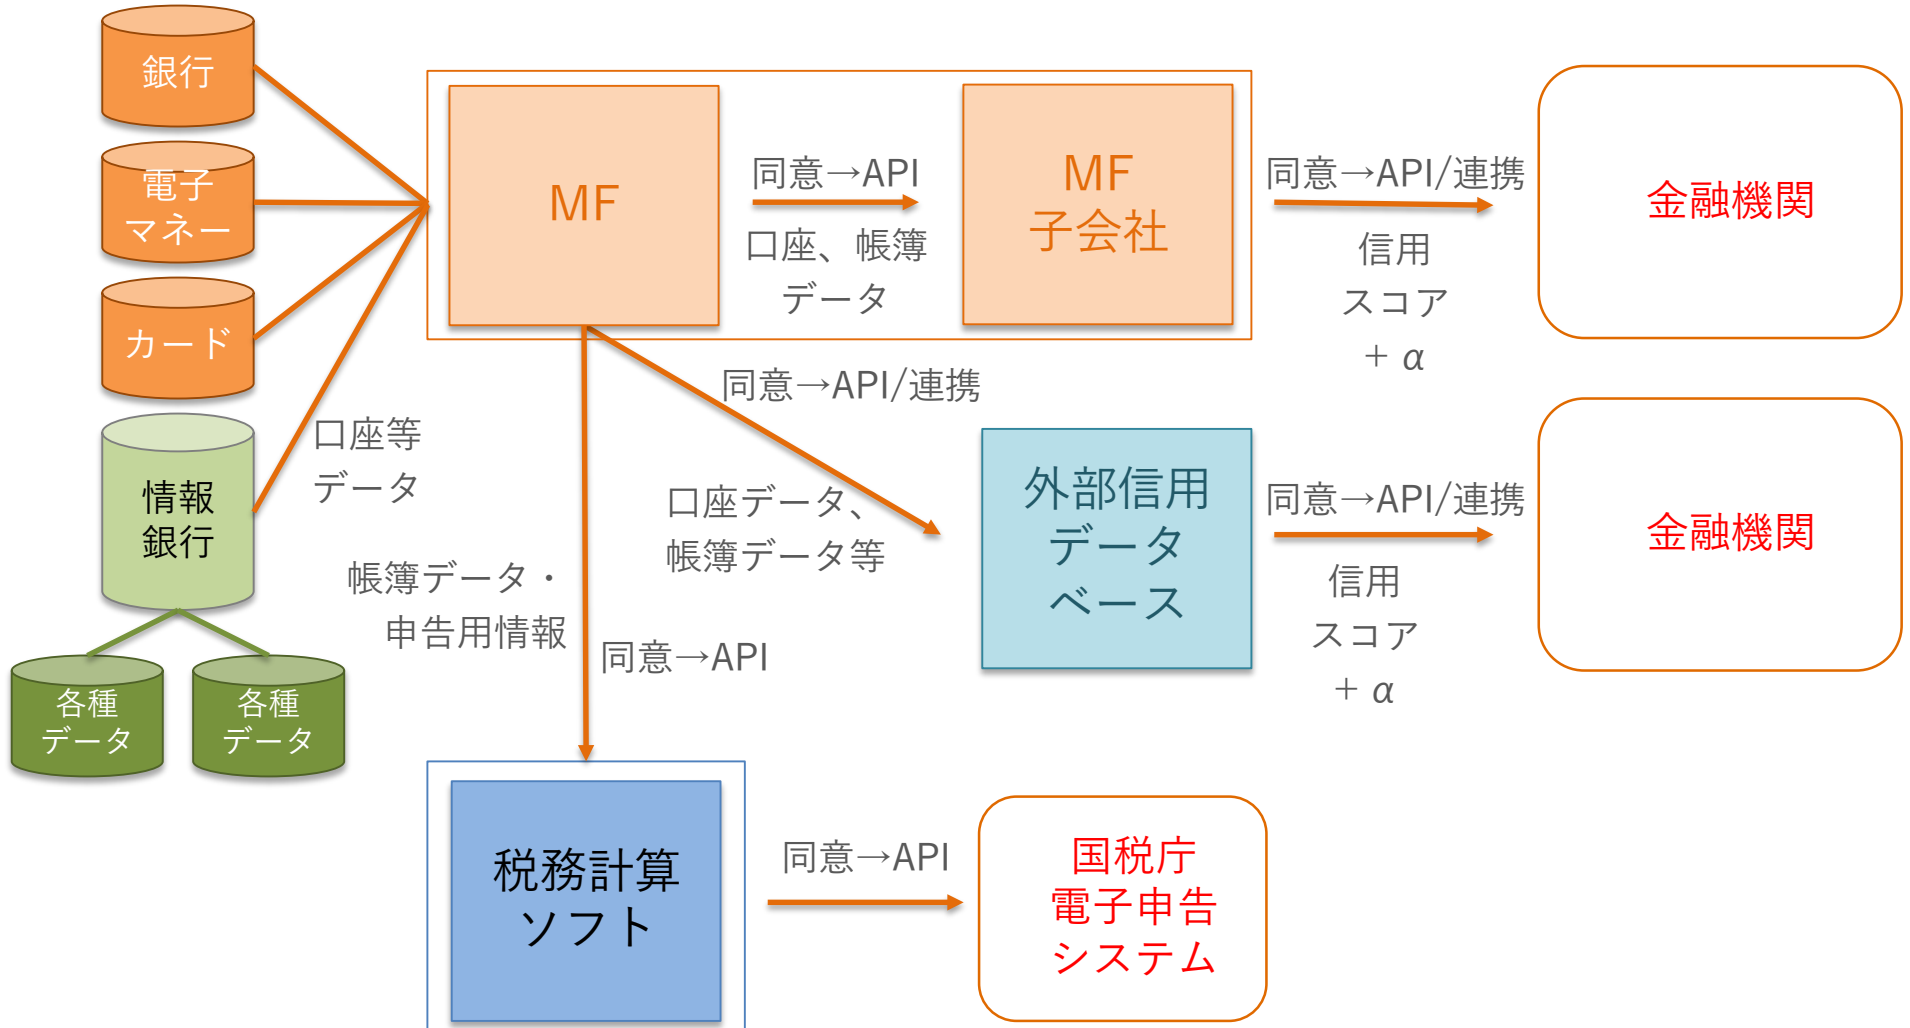 銀行
電子
マネー
カード
情報
銀行
各種
データ
各種
データ
口座等
データ
MF
同意→API
口座、帳簿
データ
MF
子会社
同意→API/連携
信用
スコア
+ α
金融機関
同意→API/連携
口座データ、
帳簿データ等
外部信用
データ
ベース
同意→API/連携
信用
スコア
+ α
金融機関
帳簿データ・
申告用情報
同意→API
税務計算
ソフト
同意→API
国税庁
電子申告
システム